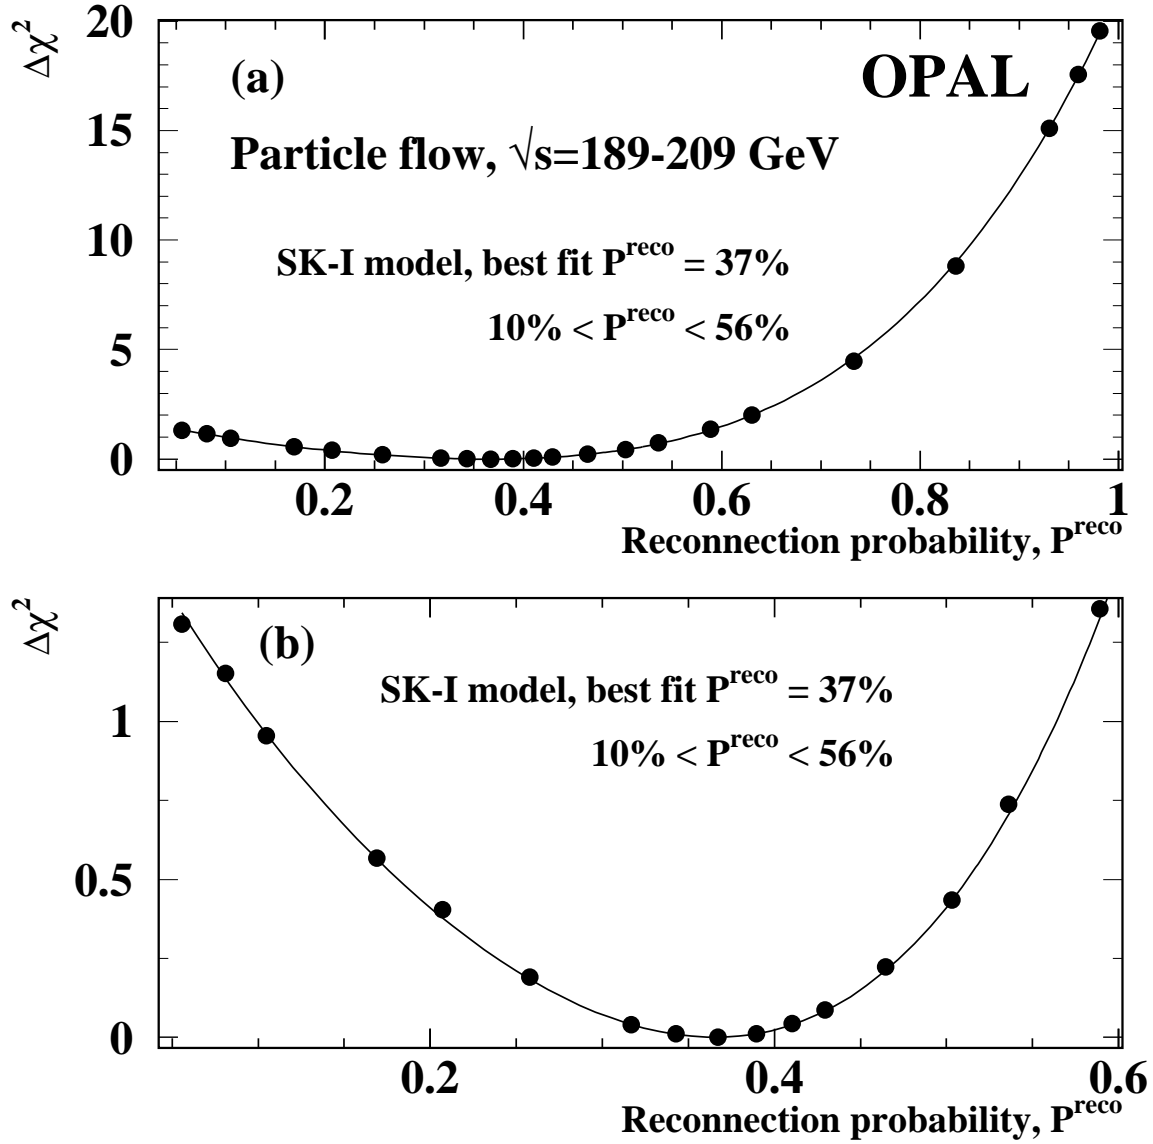 Δχ²
20
15
10
5
0
(a)
OPAL
Particle flow, √s=189-209 GeV
SK-I model, best fit P^reco = 37%
10% < P^reco < 56%
0.2 0.4 0.6 0.8 1
Reconnection probability, P^reco
Δχ²
1
0.5
0
(b)
SK-I model, best fit P^reco = 37%
10% < P^reco < 56%
0.2 0.4 0.6
Reconnection probability, P^reco